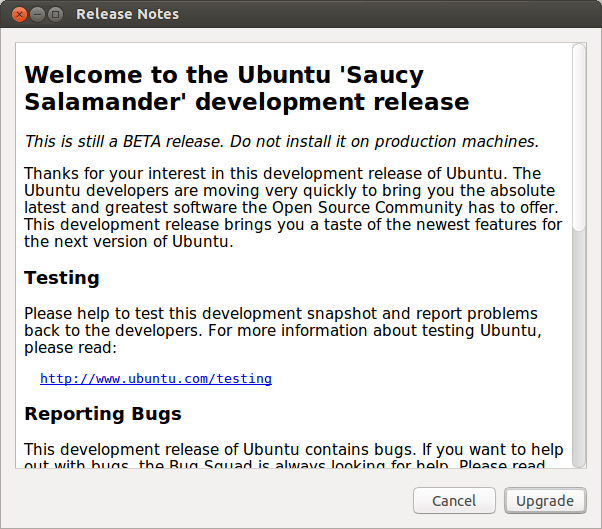 Release Notes
Welcome to the Ubuntu 'Saucy
Salamander' development release
This is still a BETA release. Do not install it on production machines.
Thanks for your interest in this development release of Ubuntu. The
Ubuntu developers are moving very quickly to bring you the absolute
latest and greatest software the Open Source Community has to offer.
This development release brings you a taste of the newest features for
the next version of Ubuntu.
Testing
Please help to test this development snapshot and report problems
back to the developers. For more information about testing Ubuntu,
please read:
http://www.ubuntu.com/testing
Reporting Bugs
This development release of Ubuntu contains bugs. If you want to help
out with bugs, the Bug Squad is always looking for help. Please read
Cancel
Upgrade